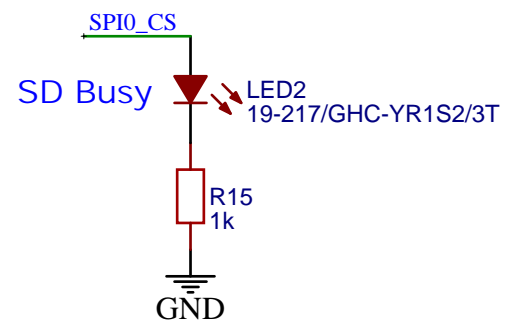 SPI0_CS
SD Busy
LED2
19-217/GHC-YR1S2/3T
R15
1k
GND